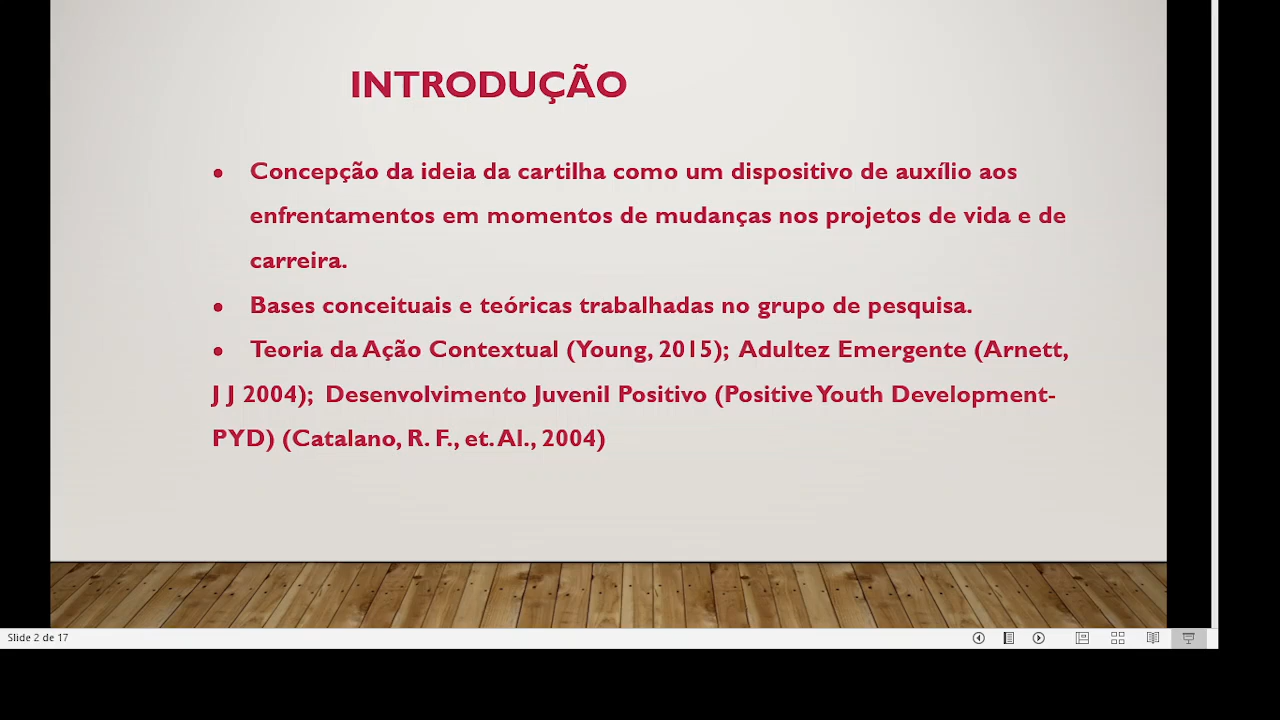 INTRODUÇÃO
• Concepção da ideia da cartilha como um dispositivo de auxílio aos
enfrentamentos em momentos de mudanças nos projetos de vida e de
carreira.
• Bases conceituais e teóricas trabalhadas no grupo de pesquisa.
• Teoria da Ação Contextual (Young, 2015); Adultez Emergente (Arnett,
J J 2004); Desenvolvimento Juvenil Positivo (Positive Youth Development-
PYD) (Catalano, R. F., et. Al., 2004)
Slide 2 de 17